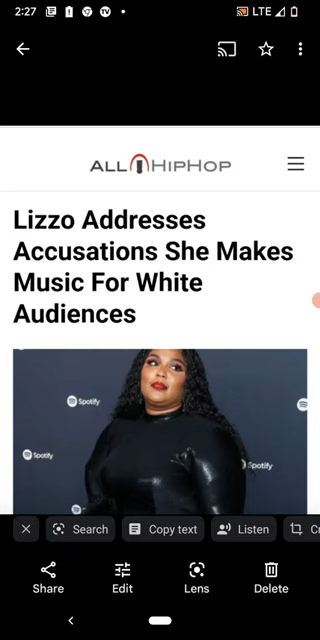 2:27
LTE
ALLHIPHOP
Lizzo Addresses
Accusations She Makes
Music For White
Audiences
Spotify
Spotify
Spotify
Search
Copy text
Listen
Cr
Share
Edit
Lens
Delete